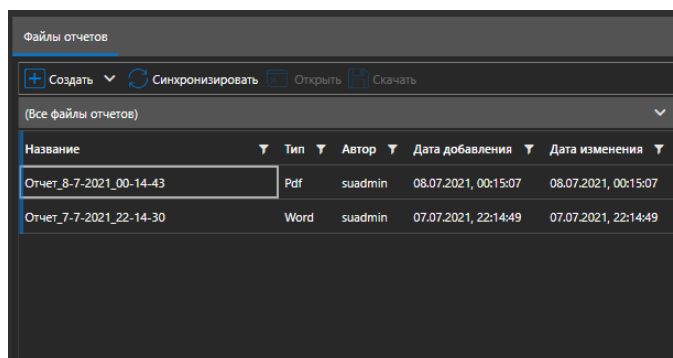 Файлы отчетов
Создать Синхронизировать Открыть Скачать
(Все файлы отчетов)
Название Тип Автор Дата добавления Дата изменения
Отчет_8-7-2021_00-14-43 Pdf suadmin 08.07.2021, 00:15:07 08.07.2021, 00:15:07
Отчет_7-7-2021_22-14-30 Word suadmin 07.07.2021, 22:14:49 07.07.2021, 22:14:49